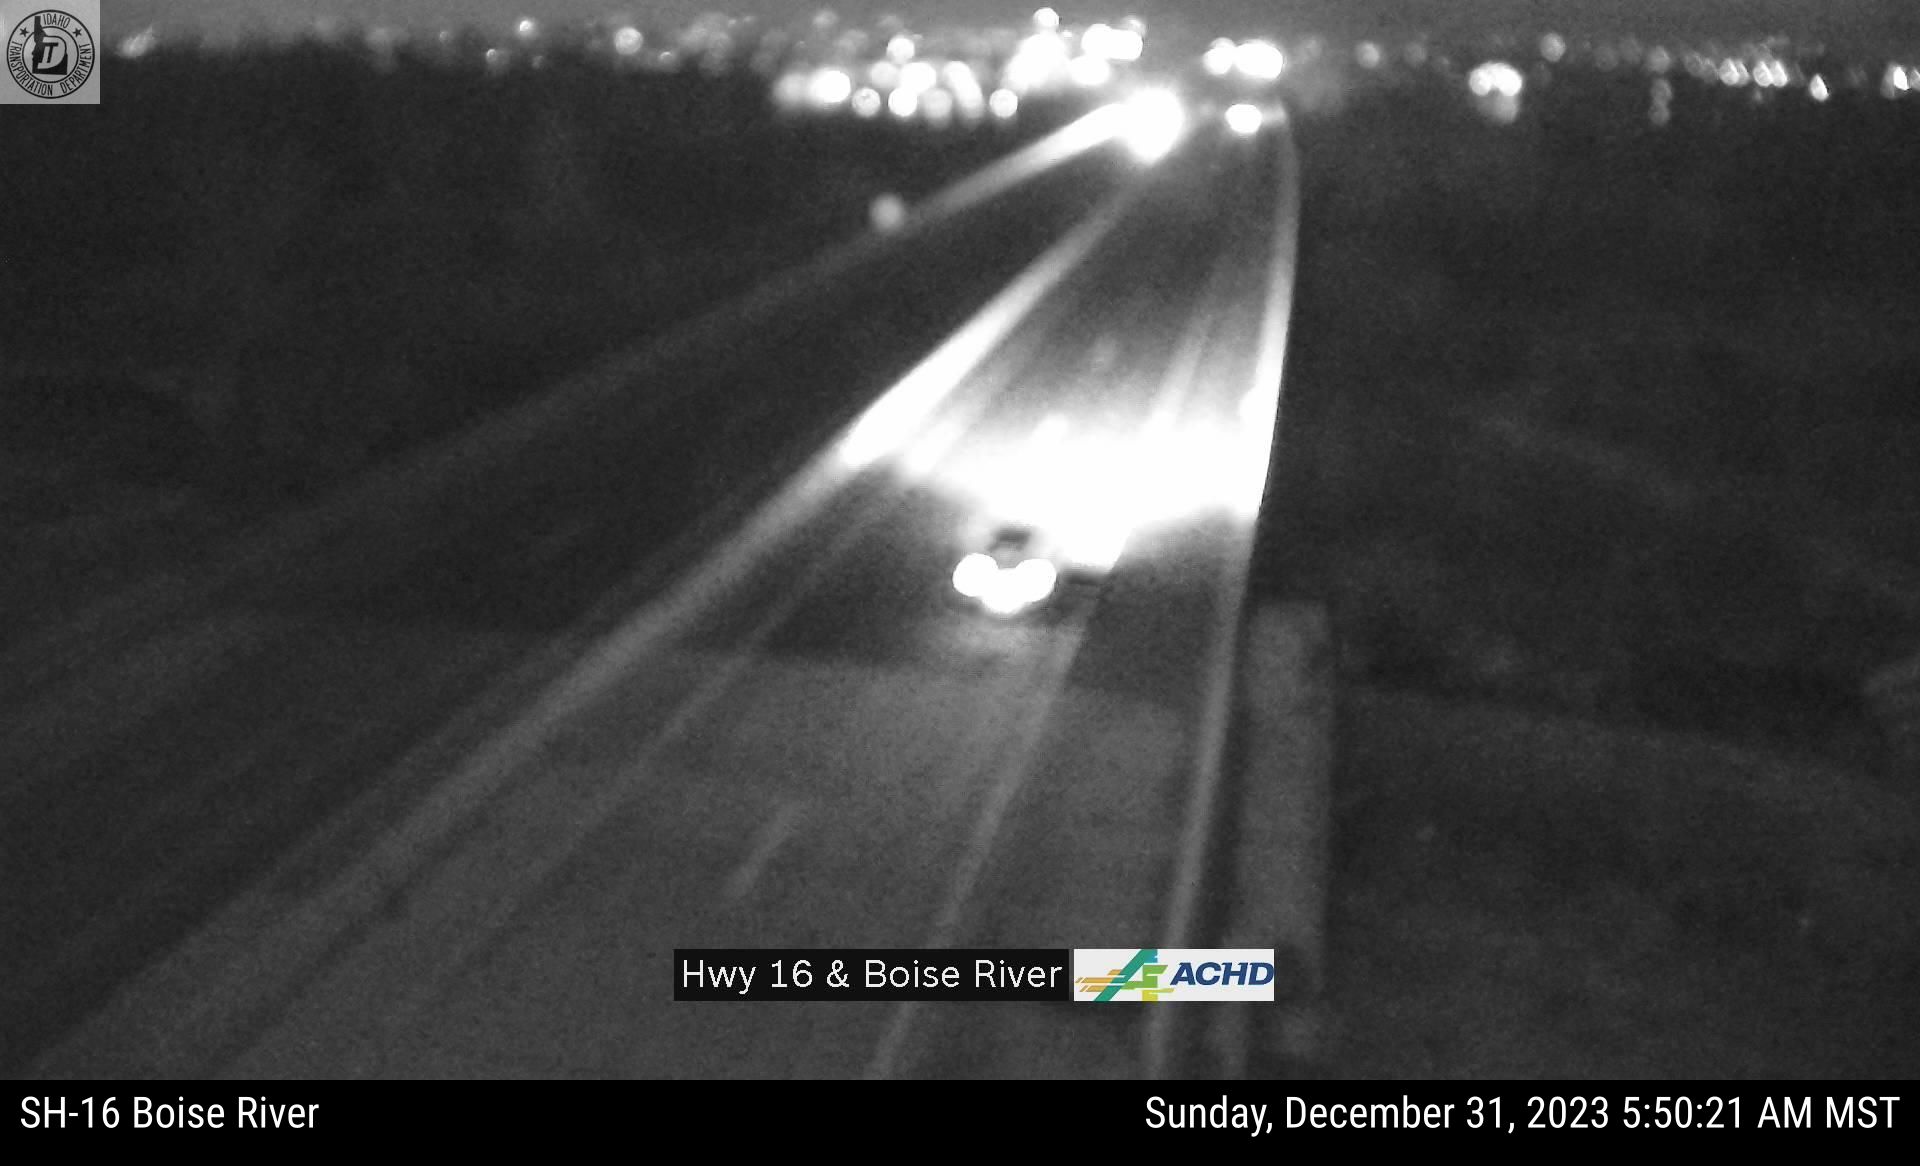 IDAHO
TRANSPORTATION DEPARTMENT
Hwy 16 & Boise River
ACHD
SH-16 Boise River
Sunday, December 31, 2023 5:50:21 AM MST